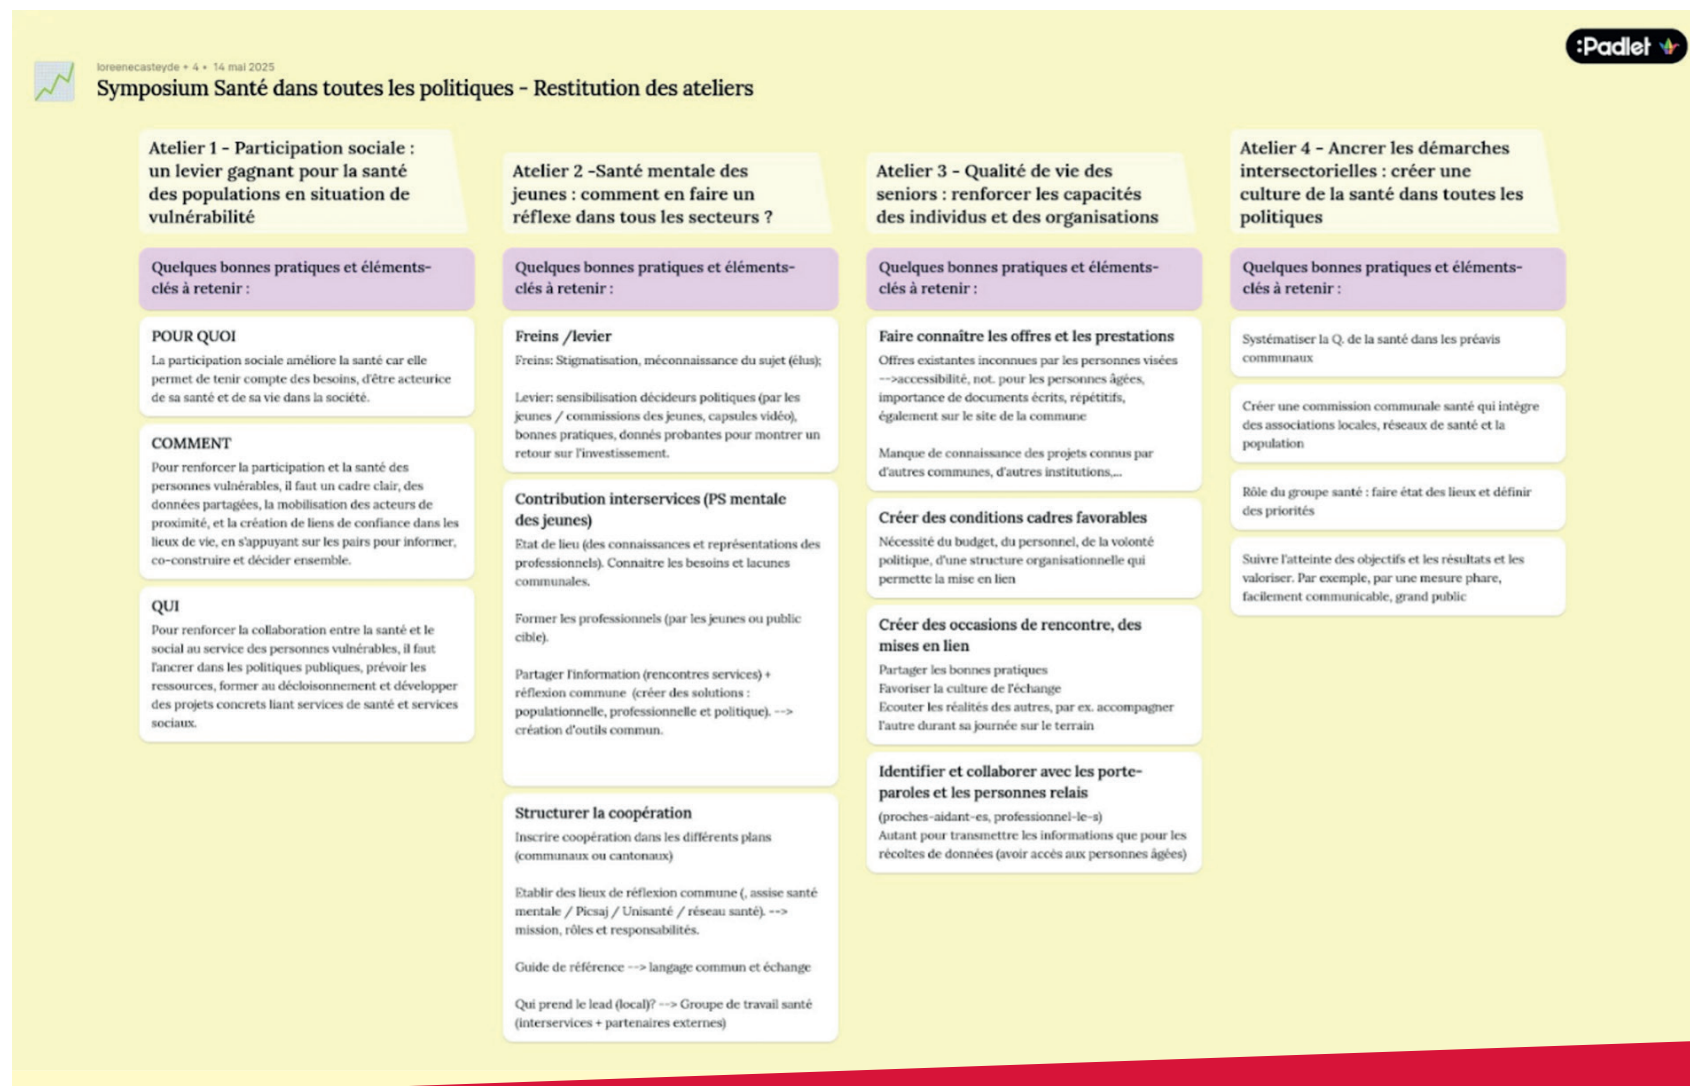 :Padlet
loreenecasteyde + 4 • 14 mai 2025
Symposium Santé dans toutes les politiques - Restitution des ateliers
Atelier 1 - Participation sociale :
un levier gagnant pour la santé
des populations en situation de
vulnérabilité
Quelques bonnes pratiques et éléments-
clés à retenir :
POUR QUOI
La participation sociale améliore la santé car elle
permet de tenir compte des besoins, d'être acteurice
de sa santé et de sa vie dans la société.
COMMENT
Pour renforcer la participation et la santé des
personnes vulnérables, il faut un cadre clair, des
données partagées, la mobilisation des acteurs de
proximité, et la création de liens de confiance dans les
lieux de vie, en s'appuyant sur les pairs pour informer,
co-construire et décider ensemble.
QUI
Pour renforcer la collaboration entre la santé et le
social au service des personnes vulnérables, il faut
l'ancrer dans les politiques publiques, prévoir les
ressources, former au décloisonnement et développer
des projets concrets liant services de santé et services
sociaux.
Atelier 2 -Santé mentale des
jeunes : comment en faire un
réflexe dans tous les secteurs ?
Quelques bonnes pratiques et éléments-
clés à retenir :
Freins /levier
Freins: Stigmatisation, méconnaissance du sujet (élus);
Levier: sensibilisation décideurs politiques (par les
jeunes / commissions des jeunes, capsules vidéo),
bonnes pratiques, donnés probantes pour montrer un
retour sur l'investissement.
Contribution interservices (PS mentale
des jeunes)
Etat de lieu (des connaissances et représentations des
professionnels). Connaitre les besoins et lacunes
communales.
Former les professionnels (par les jeunes ou public
cible).
Partager l'information (rencontres services) +
réflexion commune (créer des solutions :
populationnelle, professionnelle et politique). -->
création d'outils commun.
Structurer la coopération
Inscrire coopération dans les différents plans
(communaux ou cantonaux)
Etablir des lieux de réflexion commune (, assise santé
mentale / Picsaj / Unisanté / réseau santé). -->
mission, rôles et responsabilités.
Guide de référence --> langage commun et échange
Qui prend le lead (local)? --> Groupe de travail santé
(interservices + partenaires externes)
Atelier 3 - Qualité de vie des
seniors : renforcer les capacités
des individus et des organisations
Quelques bonnes pratiques et éléments-
clés à retenir :
Faire connaître les offres et les prestations
Offres existantes inconnues par les personnes visées
-->accessibilité, not. pour les personnes âgées,
importance de documents écrits, répétitifs,
également sur le site de la commune
Manque de connaissance des projets connus par
d'autres communes, d'autres institutions,...
Créer des conditions cadres favorables
Nécessité du budget, du personnel, de la volonté
politique, d'une structure organisationnelle qui
permette la mise en lien
Créer des occasions de rencontre, des
mises en lien
Partager les bonnes pratiques
Favoriser la culture de l'échange
Ecouter les réalités des autres, par ex. accompagner
l'autre durant sa journée sur le terrain
Identifier et collaborer avec les porte-
paroles et les personnes relais
(proches-aidant-es, professionnel-le-s)
Autant pour transmettre les informations que pour les
récoltes de données (avoir accès aux personnes âgées)
Atelier 4 - Ancrer les démarches
intersectorielles : créer une
culture de la santé dans toutes les
politiques
Quelques bonnes pratiques et éléments-
clés à retenir :
Systématiser la Q. de la santé dans les préavis
communaux
Créer une commission communale santé qui intègre
des associations locales, réseaux de santé et la
population
Rôle du groupe santé : faire état des lieux et définir
des priorités
Suivre l'atteinte des objectifs et les résultats et les
valoriser. Par exemple, par une mesure phare,
facilement communicable, grand public